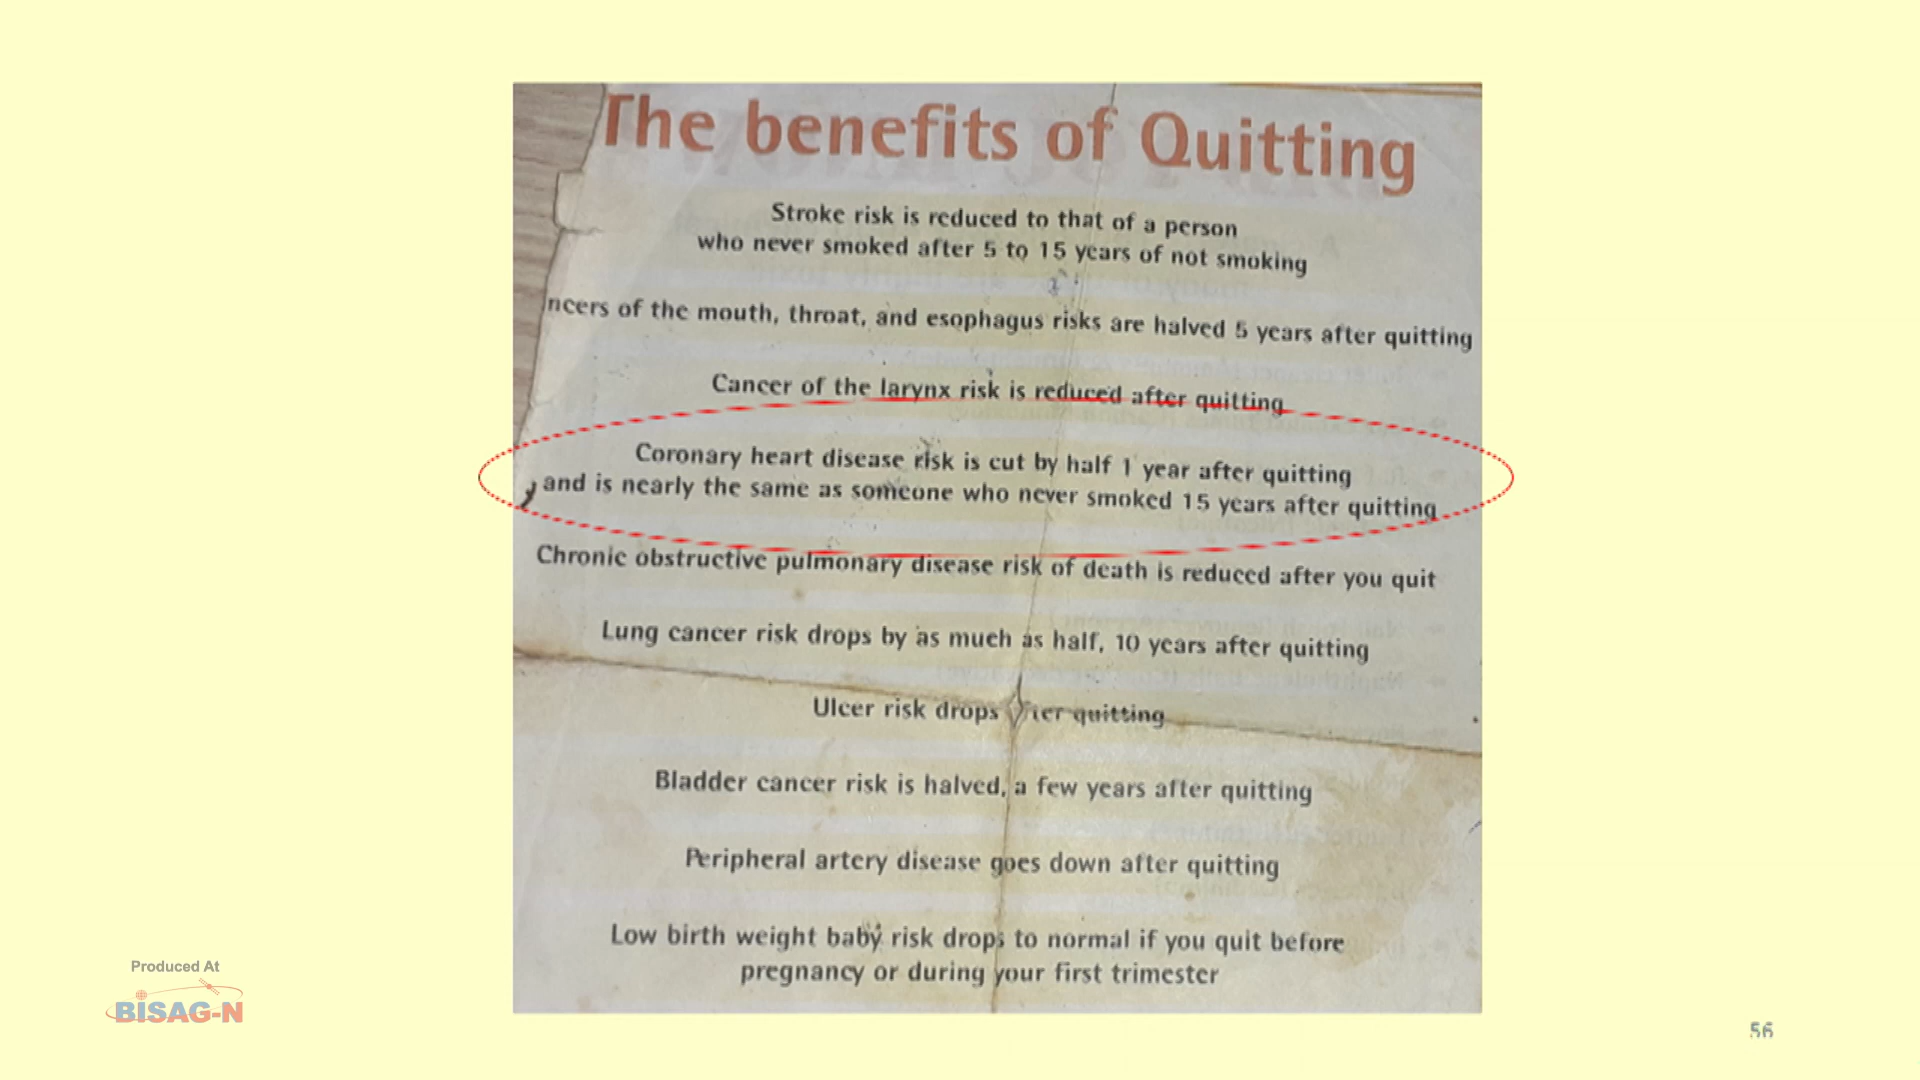 The benefits of Quitting
Stroke risk is reduced to that of a person
who never smoked after 5 to 15 years of not smoking
ncers of the mouth, throat, and esophagus risks are halved 5 years after quitting
Cancer of the larynx risk is reduced after quitting
Coronary heart disease risk is cut by half 1 year after quitting
and is nearly the same as someone who never smoked 15 years after quitting
Chronic obstructive pulmonary disease risk of death is reduced after you quit
Lung cancer risk drops by as much as half, 10 years after quitting
Ulcer risk drops quitting
Bladder cancer risk is halved, a few years after quitting
Peripheral artery disease goes down after quitting
Low birth weight baby risk drops to normal if you quit before
pregnancy or during your first trimester
Produced At
BISAG-N
56